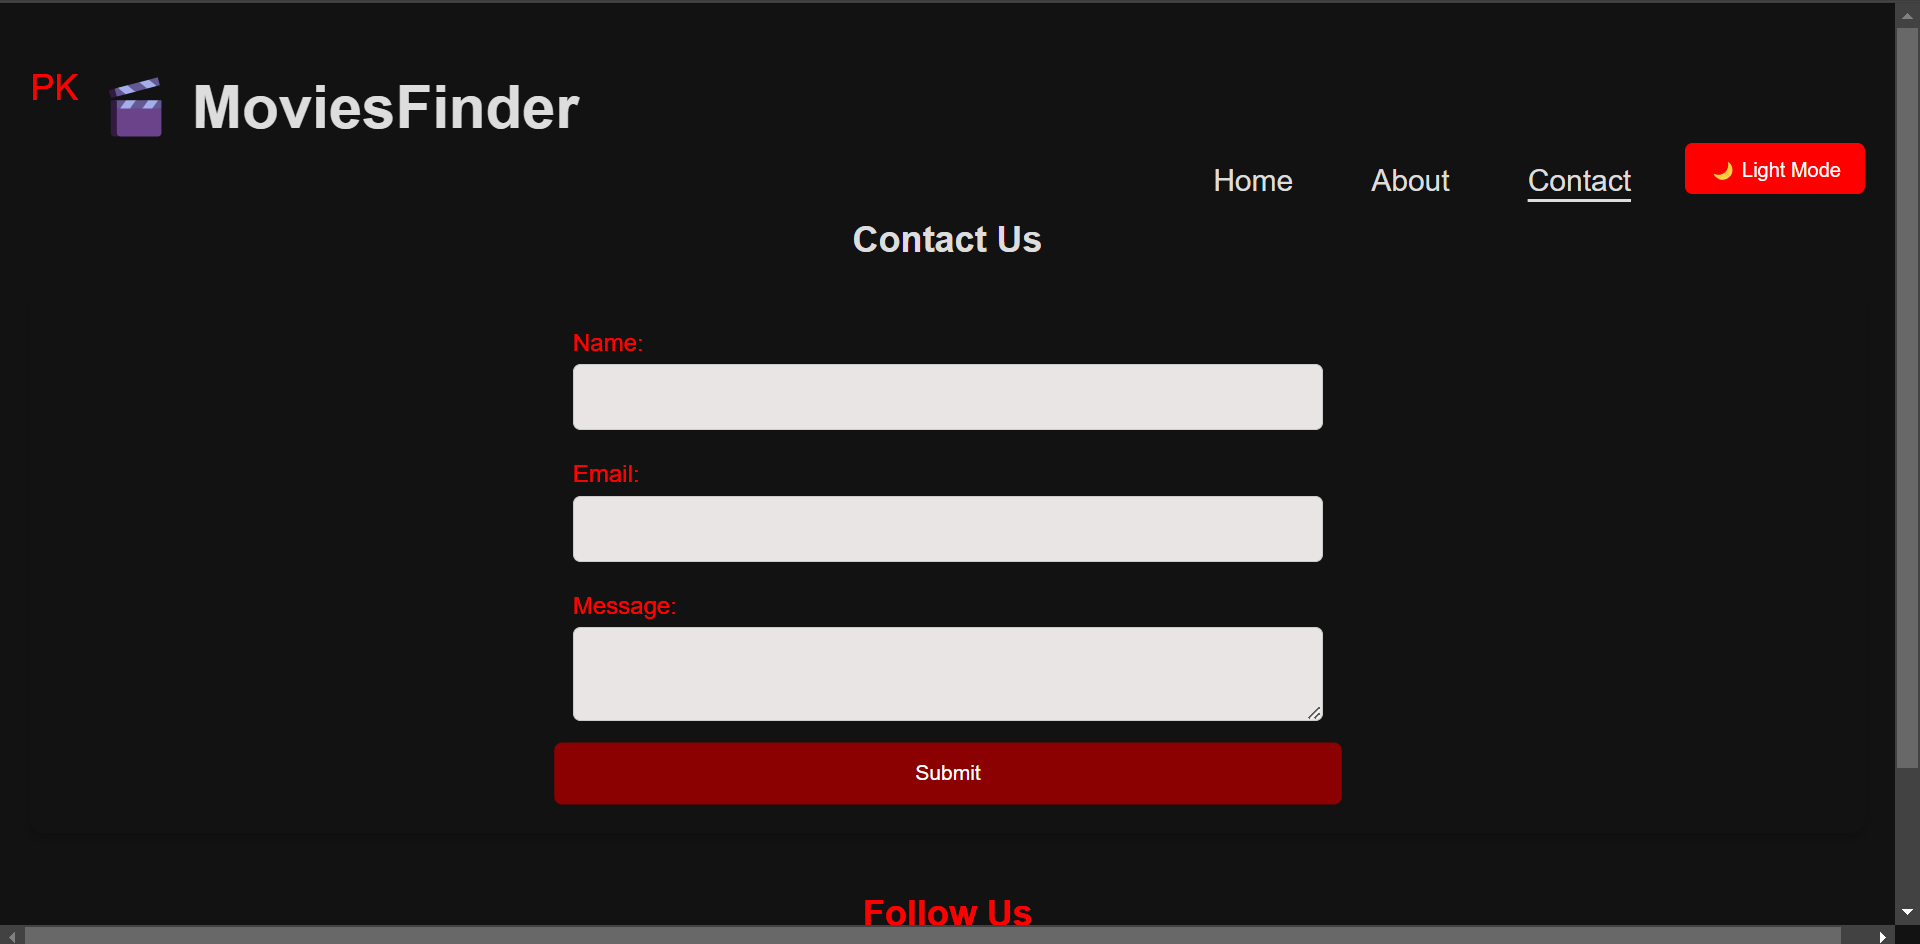 PK
MoviesFinder
Home About Contact Light Mode
Contact Us
Name:
Email:
Message:
Submit
Follow Us